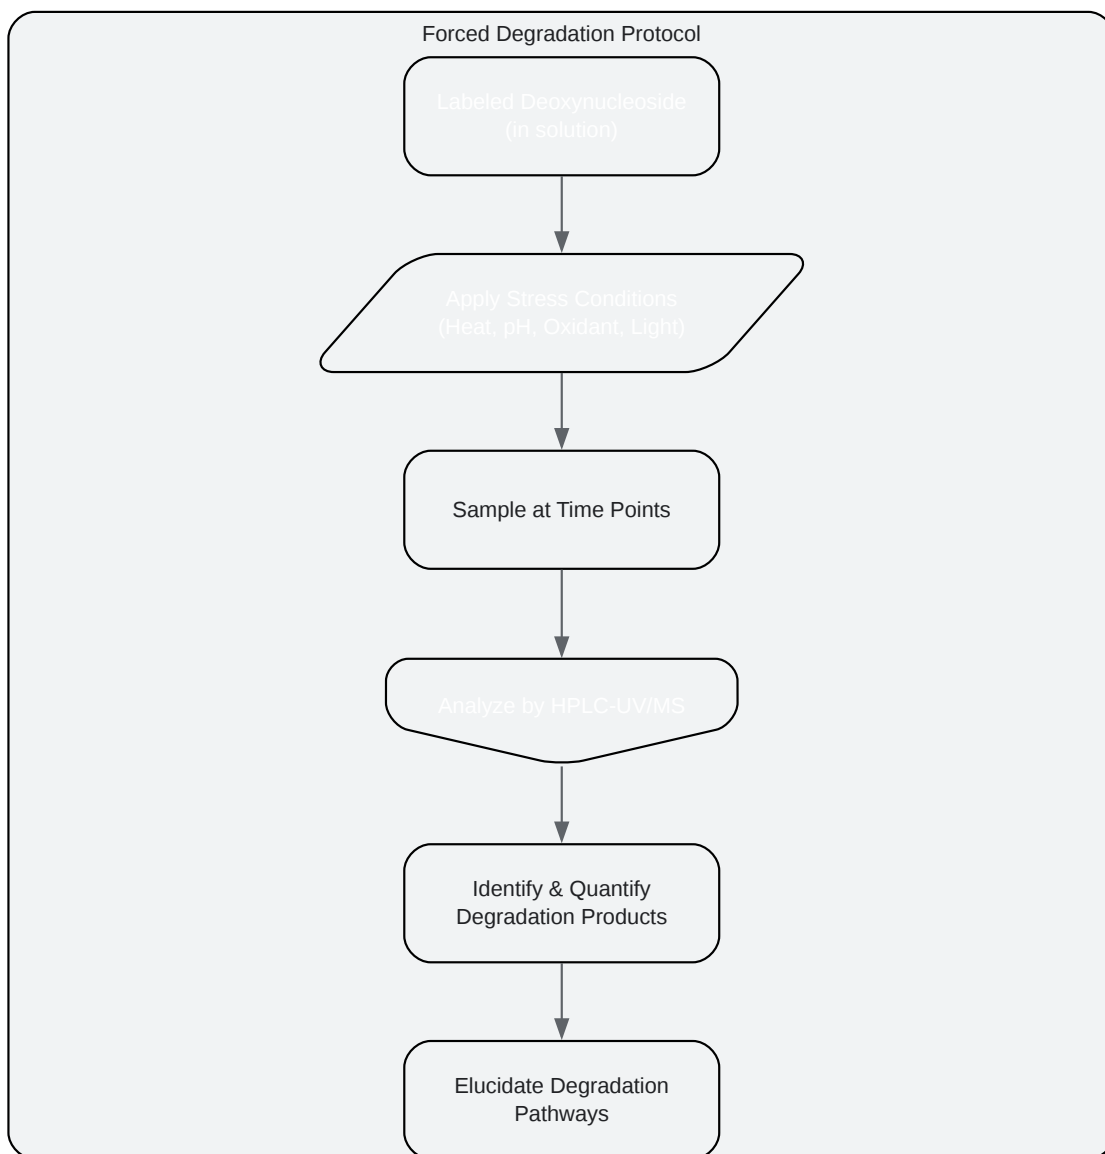 Forced Degradation Protocol
Labeled Deoxynucleoside
(in solution)
Apply Stress Conditions
(Heat, pH, Oxidant, Light)
Sample at Time Points
Analyze by HPLC-UV/MS
Identify & Quantify
Degradation Products
Elucidate Degradation
Pathways